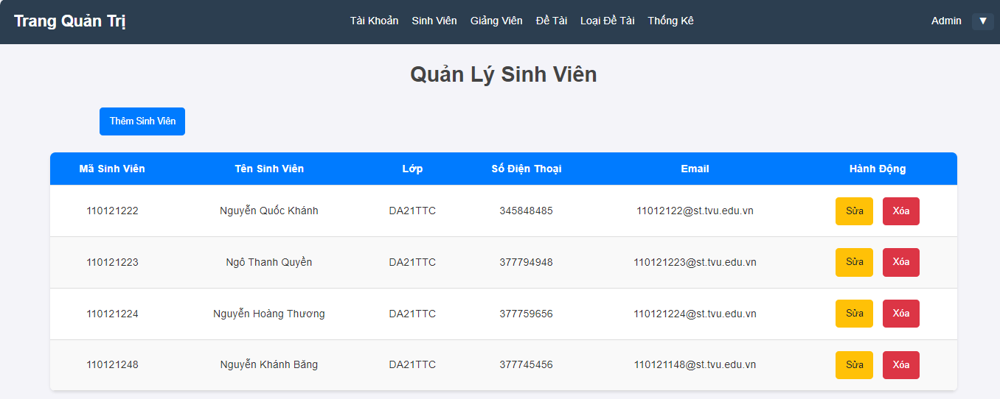 Trang Quản Trị Tài Khoản Sinh Viên Giảng Viên Đề Tài Loại Đề Tài Thống Kê Admin ▼
Quản Lý Sinh Viên
Thêm Sinh Viên
Mã Sinh Viên Tên Sinh Viên Lớp Số Điện Thoại Email Hành Động
110121222 Nguyễn Quốc Khánh DA21TTC 345848485 11012122@st.tvu.edu.vn Sửa Xóa
110121223 Ngô Thanh Quyền DA21TTC 377794948 110121223@st.tvu.edu.vn Sửa Xóa
110121224 Nguyễn Hoàng Thương DA21TTC 377759656 110121224@st.tvu.edu.vn Sửa Xóa
110121248 Nguyễn Khánh Băng DA21TTC 377745456 110121148@st.tvu.edu.vn Sửa Xóa